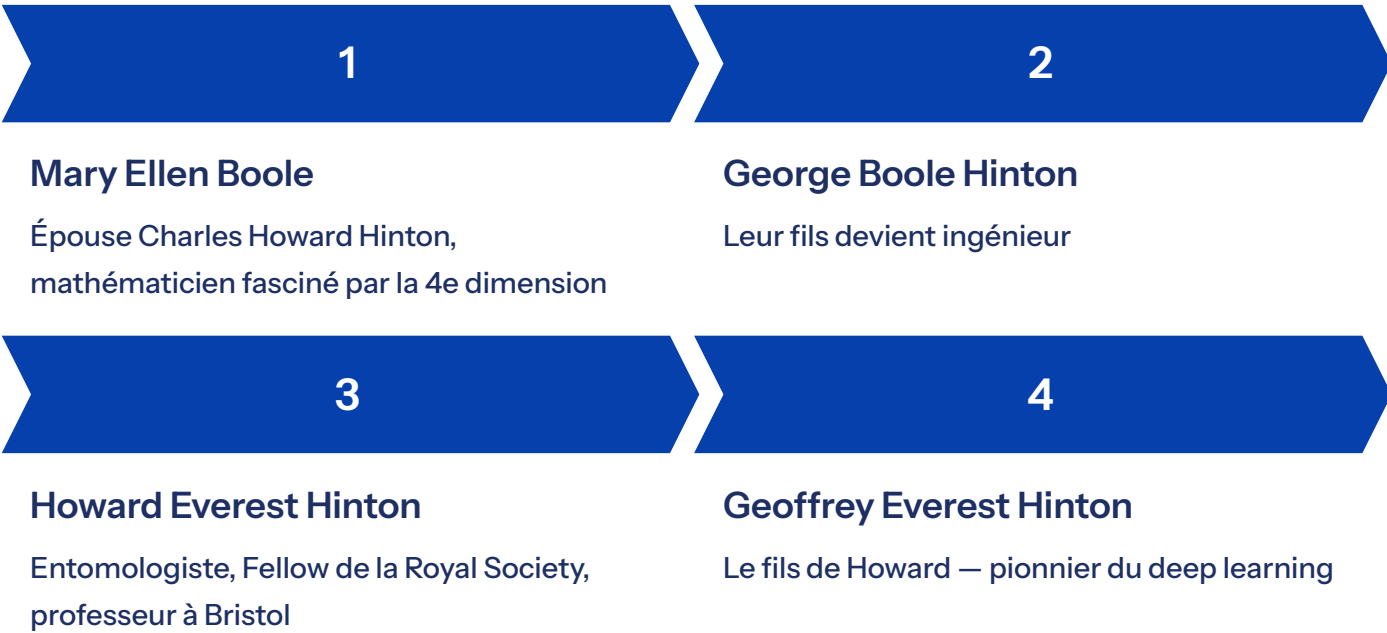 1
2
Mary Ellen Boole
Épouse Charles Howard Hinton,
mathématicien fasciné par la 4e dimension
George Boole Hinton
Leur fils devient ingénieur
3
4
Howard Everest Hinton
Entomologiste, Fellow de la Royal Society,
professeur à Bristol
Geoffrey Everest Hinton
Le fils de Howard — pionnier du deep learning